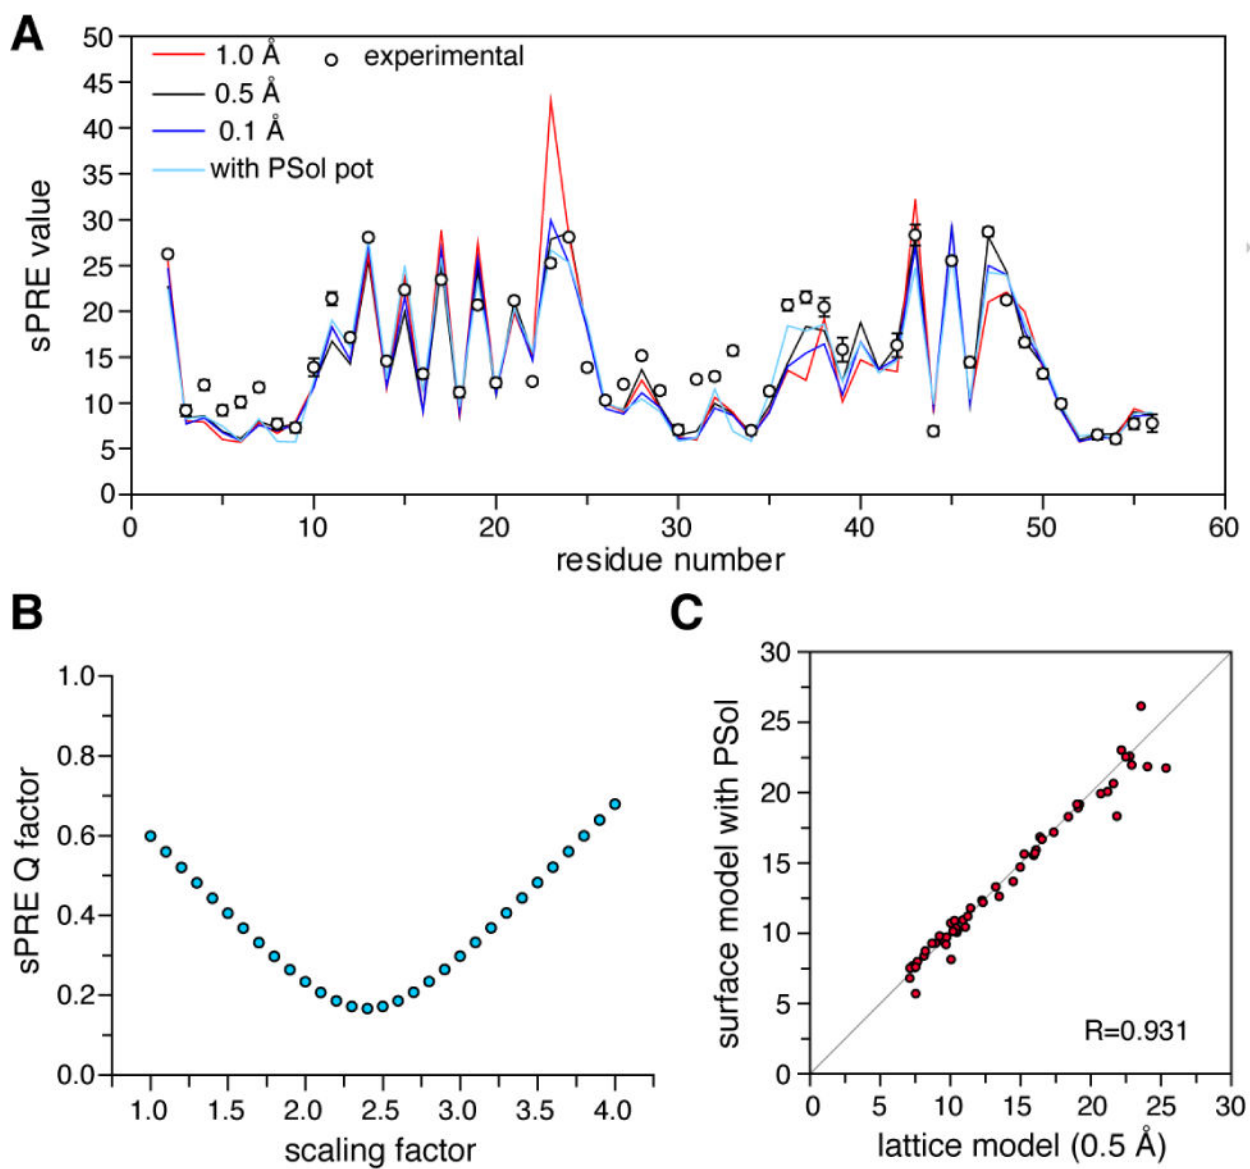 A
50
45
40
35
30
25
20
15
10
5
0
sPRE value
1.0 Å
experimental
0.5 Å
0.1 Å
with PSol pot
0 10 20 30 40 50 60
residue number
B
1.0
0.8
0.6
0.4
0.2
0.0
sPRE Q factor
1.0 1.5 2.0 2.5 3.0 3.5 4.0
scaling factor
C
30
25
20
15
10
5
0
surface model with PSol
R=0.931
0 5 10 15 20 25 30
lattice model (0.5 Å)